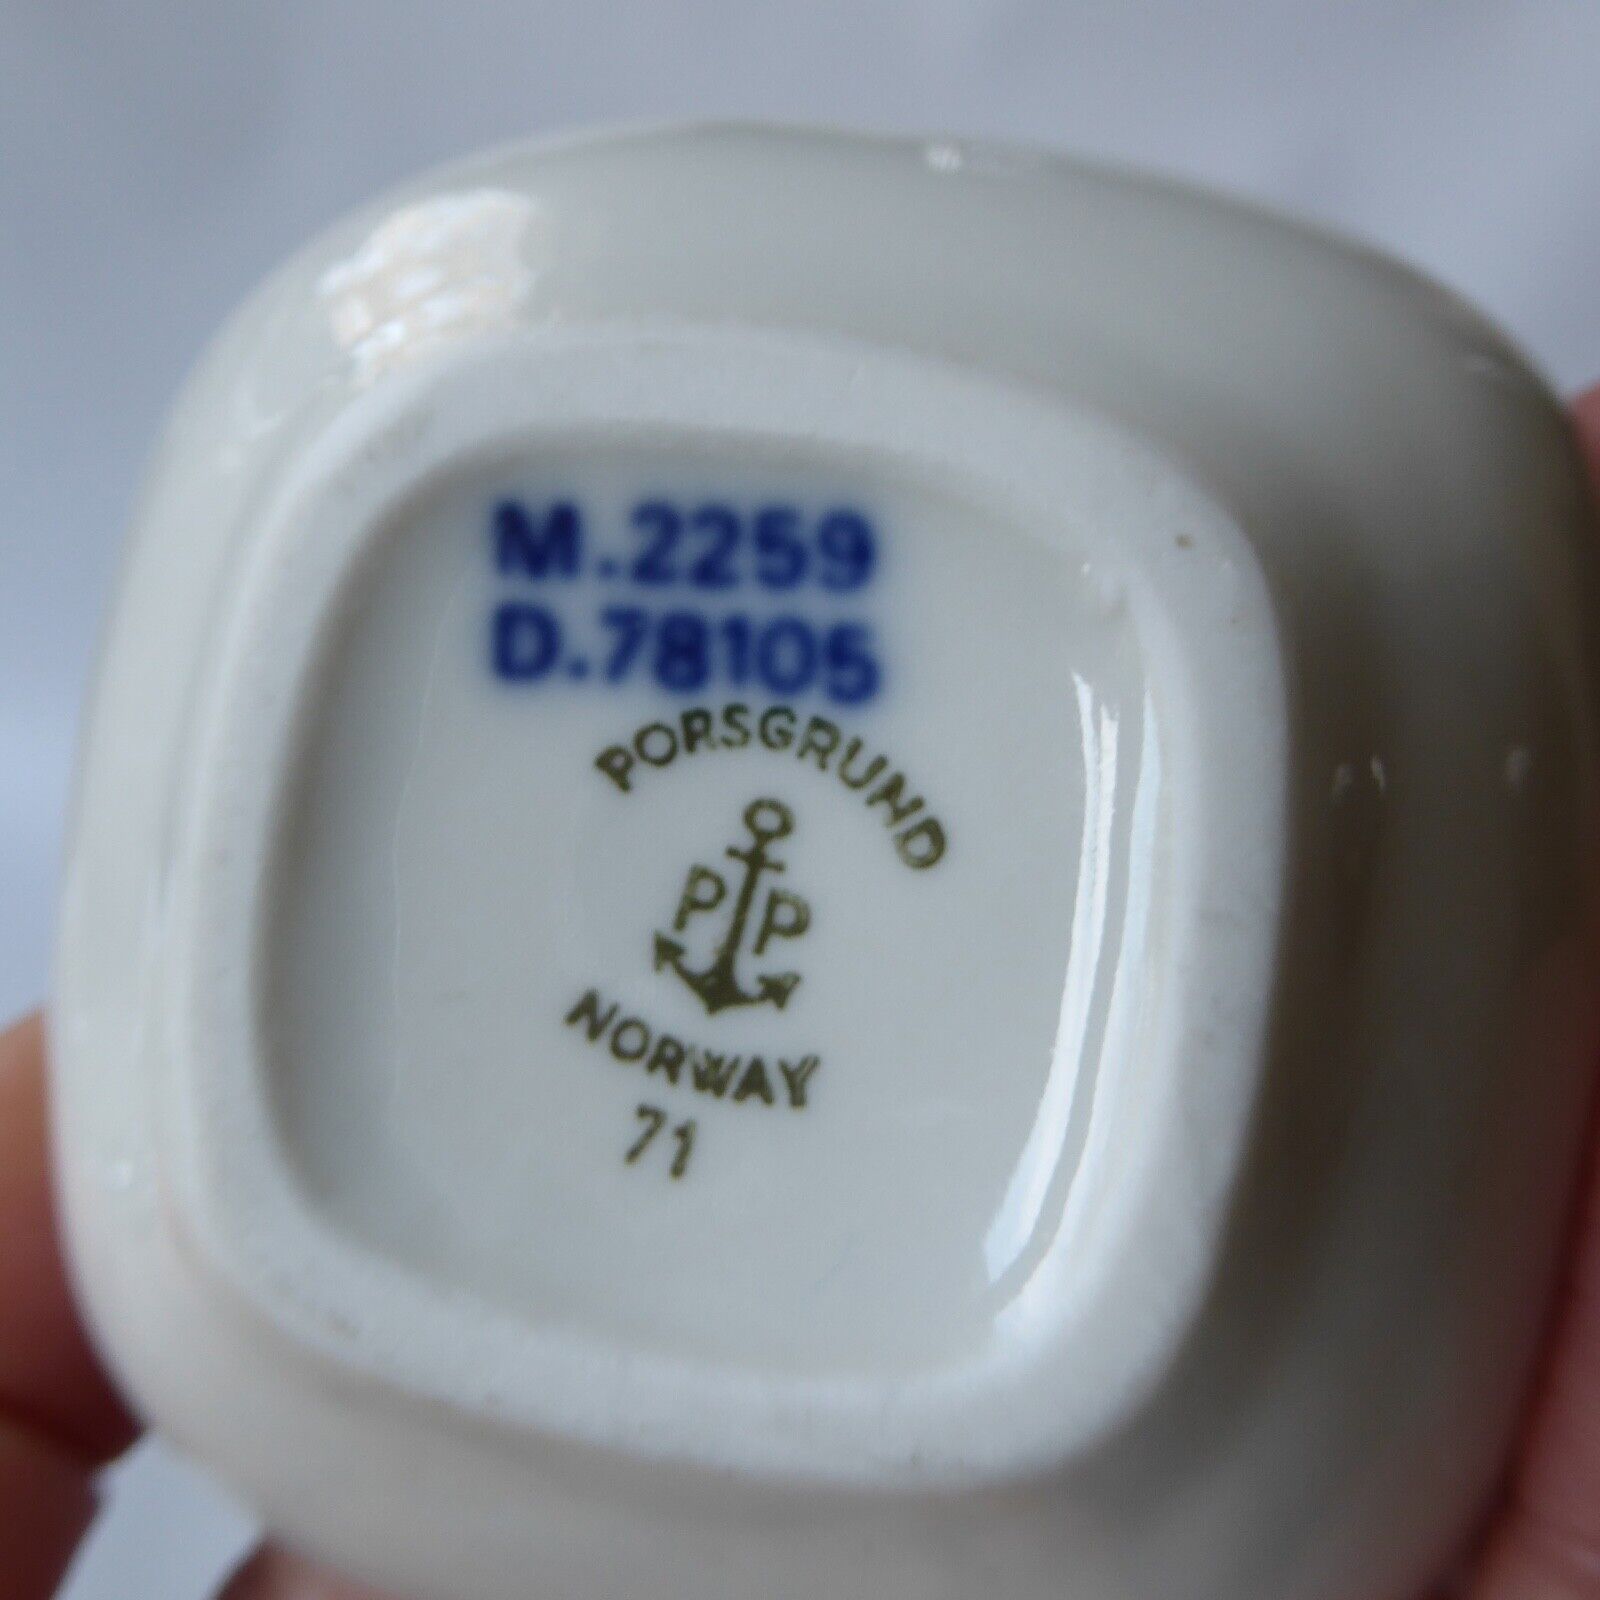 M.2259
D.78105
PORSGRUND
P P
NORWAY
71